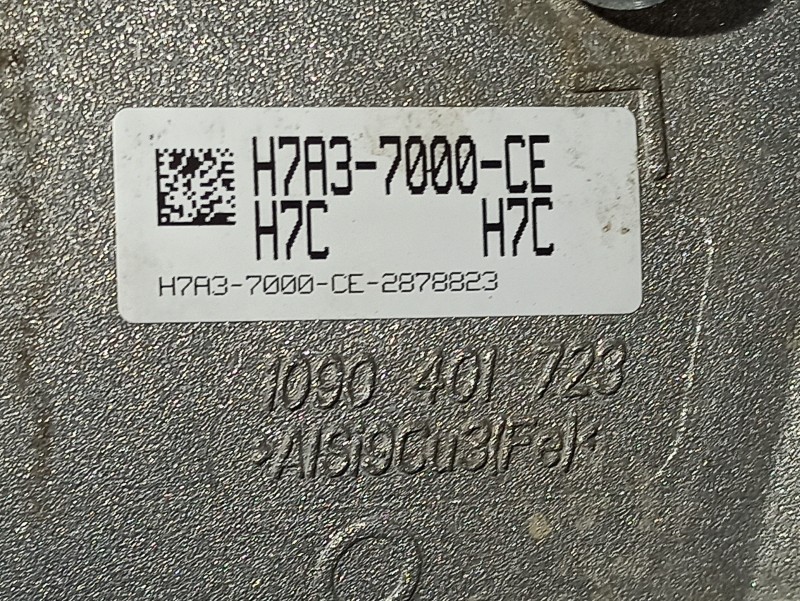 H7A3-7000-CE
H7C H7C
H7A3-7000-CE-2878823
1090 401 723
>AlSi9Cu3(Fe)<